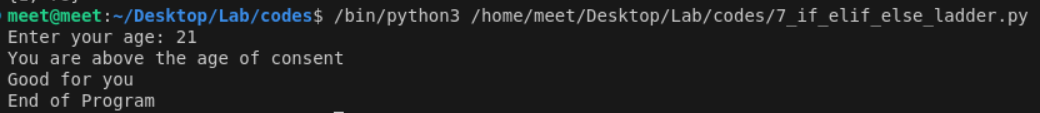 meet@meet:~/Desktop/Lab/codes$ /bin/python3 /home/meet/Desktop/Lab/codes/7_if_elif_else_ladder.py
Enter your age: 21
You are above the age of consent
Good for you
End of Program